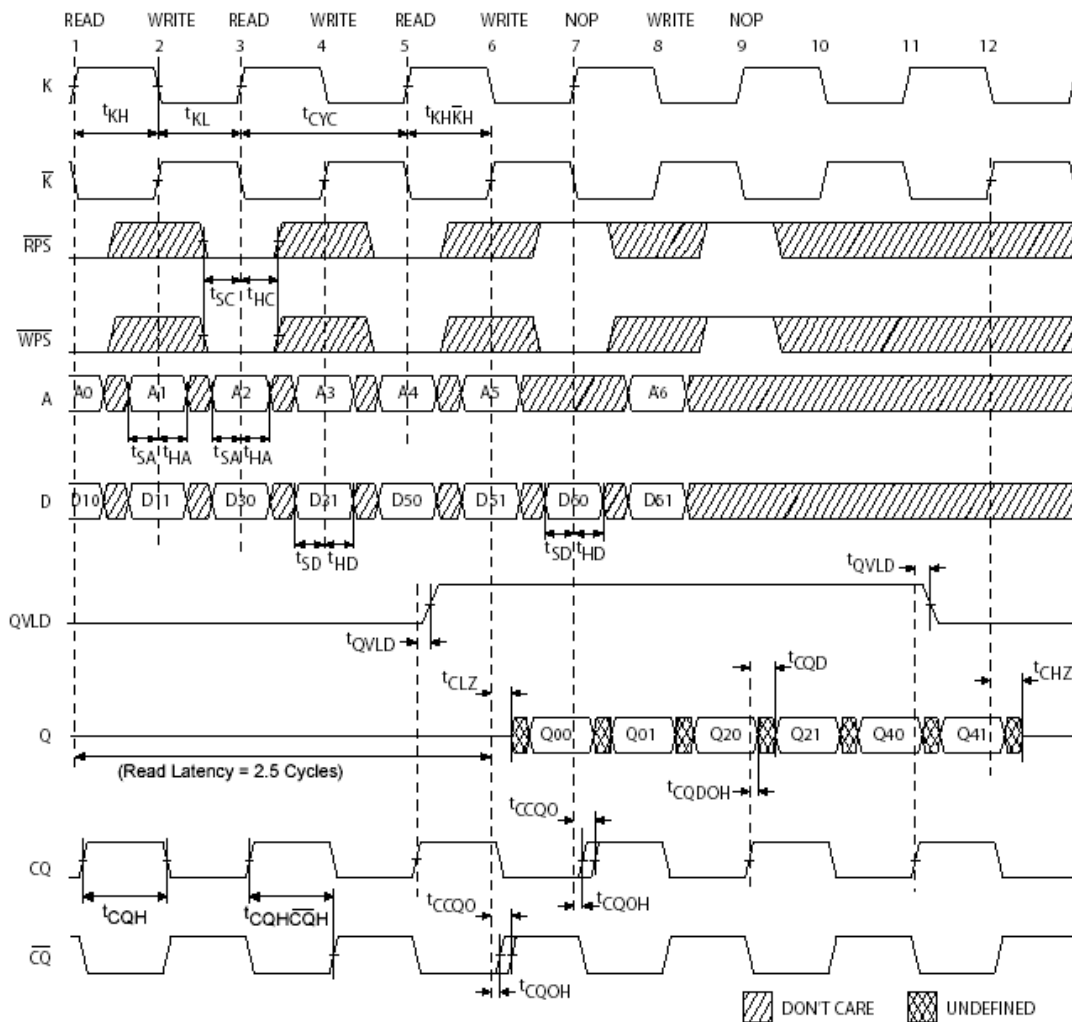 READ WRITE READ WRITE READ WRITE NOP WRITE NOP
1 2 3 4 5 6 7 8 9 10 11 12
K
tKH tKL tCYC tKHK̅H
K̅
R̅P̅S̅
tSC tHC
W̅P̅S̅
A A0 A1 A2 A3 A4 A5 A6
tSA tHA tSA tHA
D D10 D11 D30 D31 D50 D51 D60 D61
tSD tHD tSD tHD
tQVLD
QVLD
tQVLD
tCLZ tCQD tCHZ
Q Q00 Q01 Q20 Q21 Q40 Q41
(Read Latency = 2.5 Cycles)
tCQDOH
tCCQO
CQ
tCQH tCQHC̅Q̅H tCCQO tCQOH
C̅Q̅
tCQOH
DON'T CARE UNDEFINED